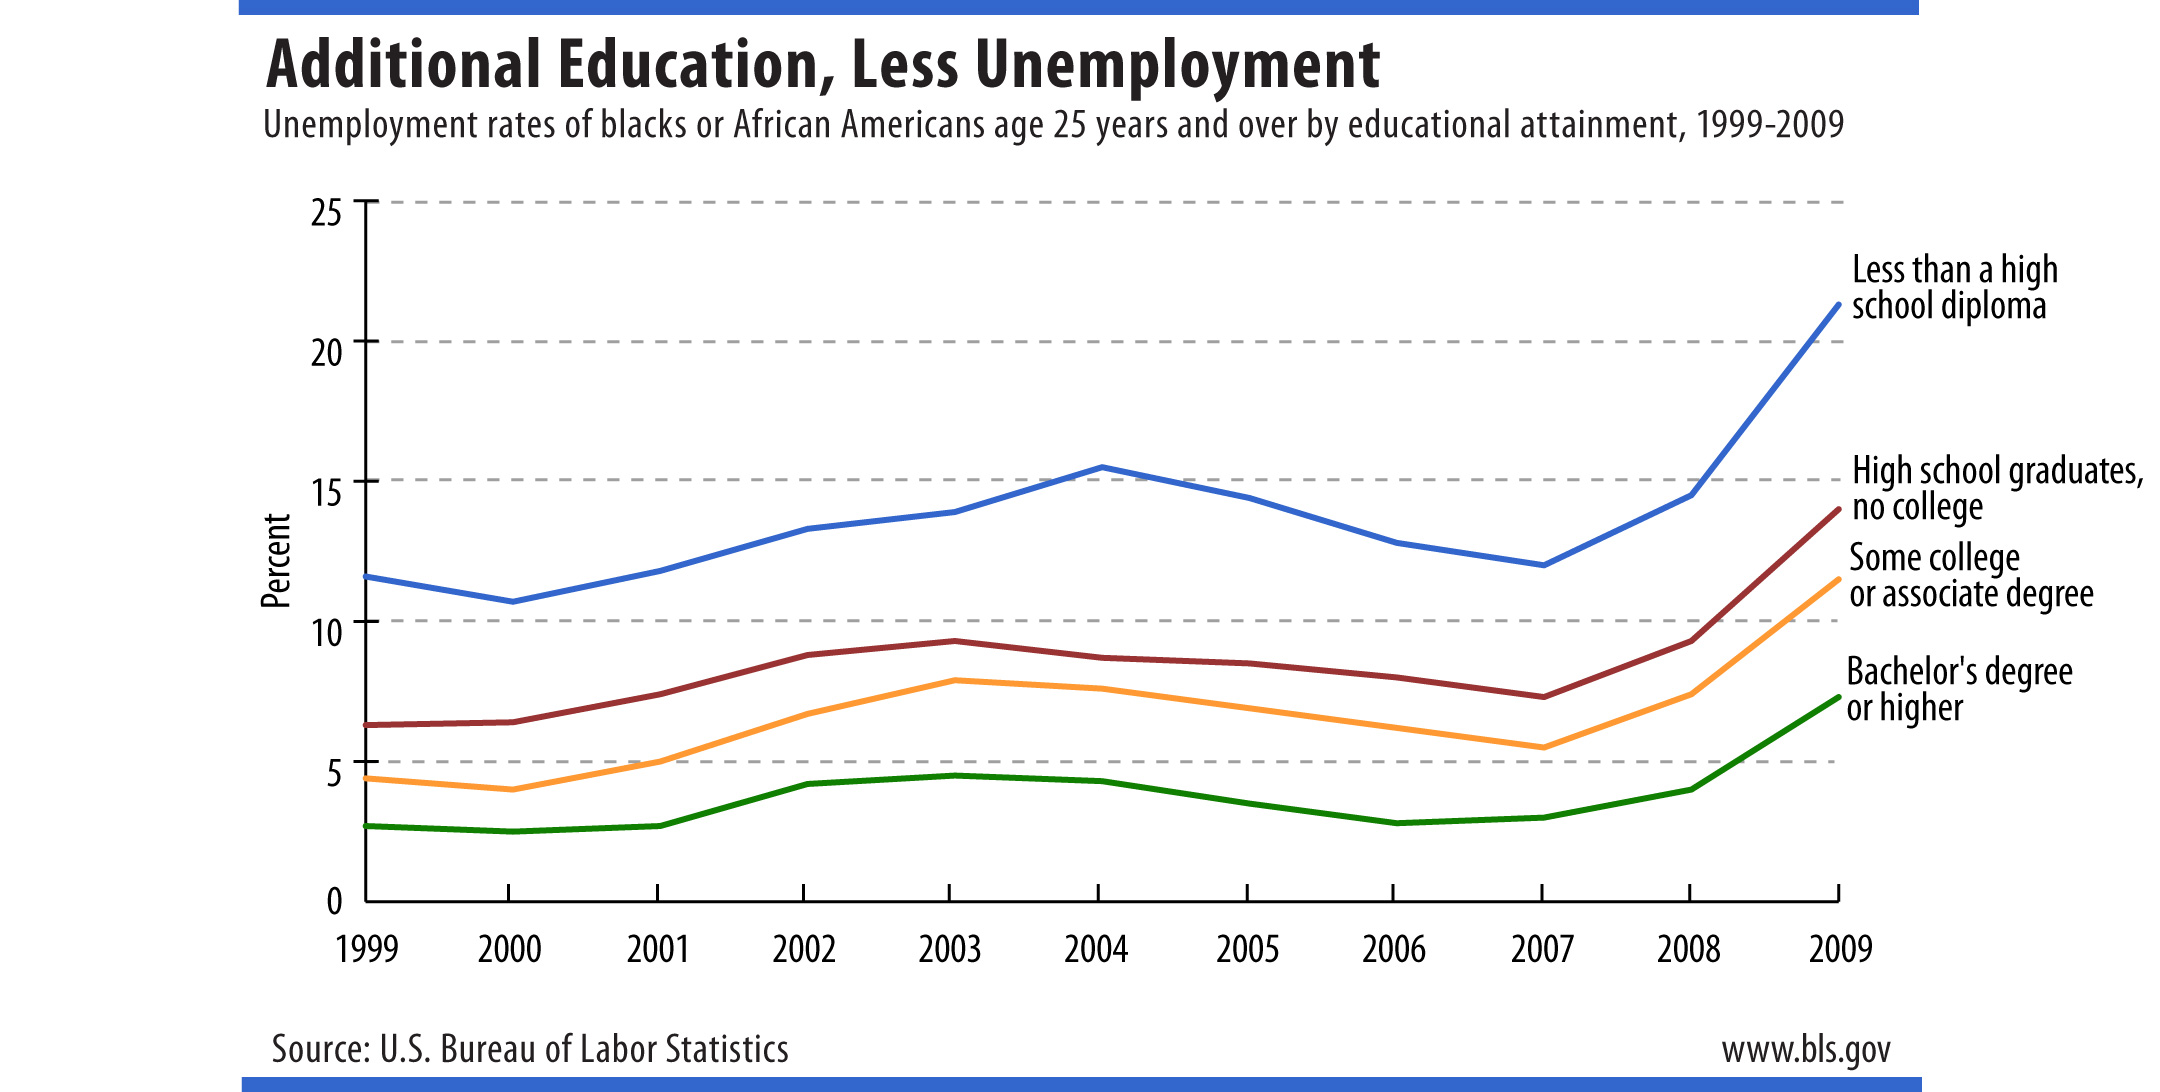 Additional Education, Less Unemployment
Unemployment rates of blacks or African Americans age 25 years and over by educational attainment, 1999-2009
25
20
15
10
5
0
Percent
Less than a high
school diploma
High school graduates,
no college
Some college
or associate degree
Bachelor's degree
or higher
1999 2000 2001 2002 2003 2004 2005 2006 2007 2008 2009
Source: U.S. Bureau of Labor Statistics
www.bls.gov